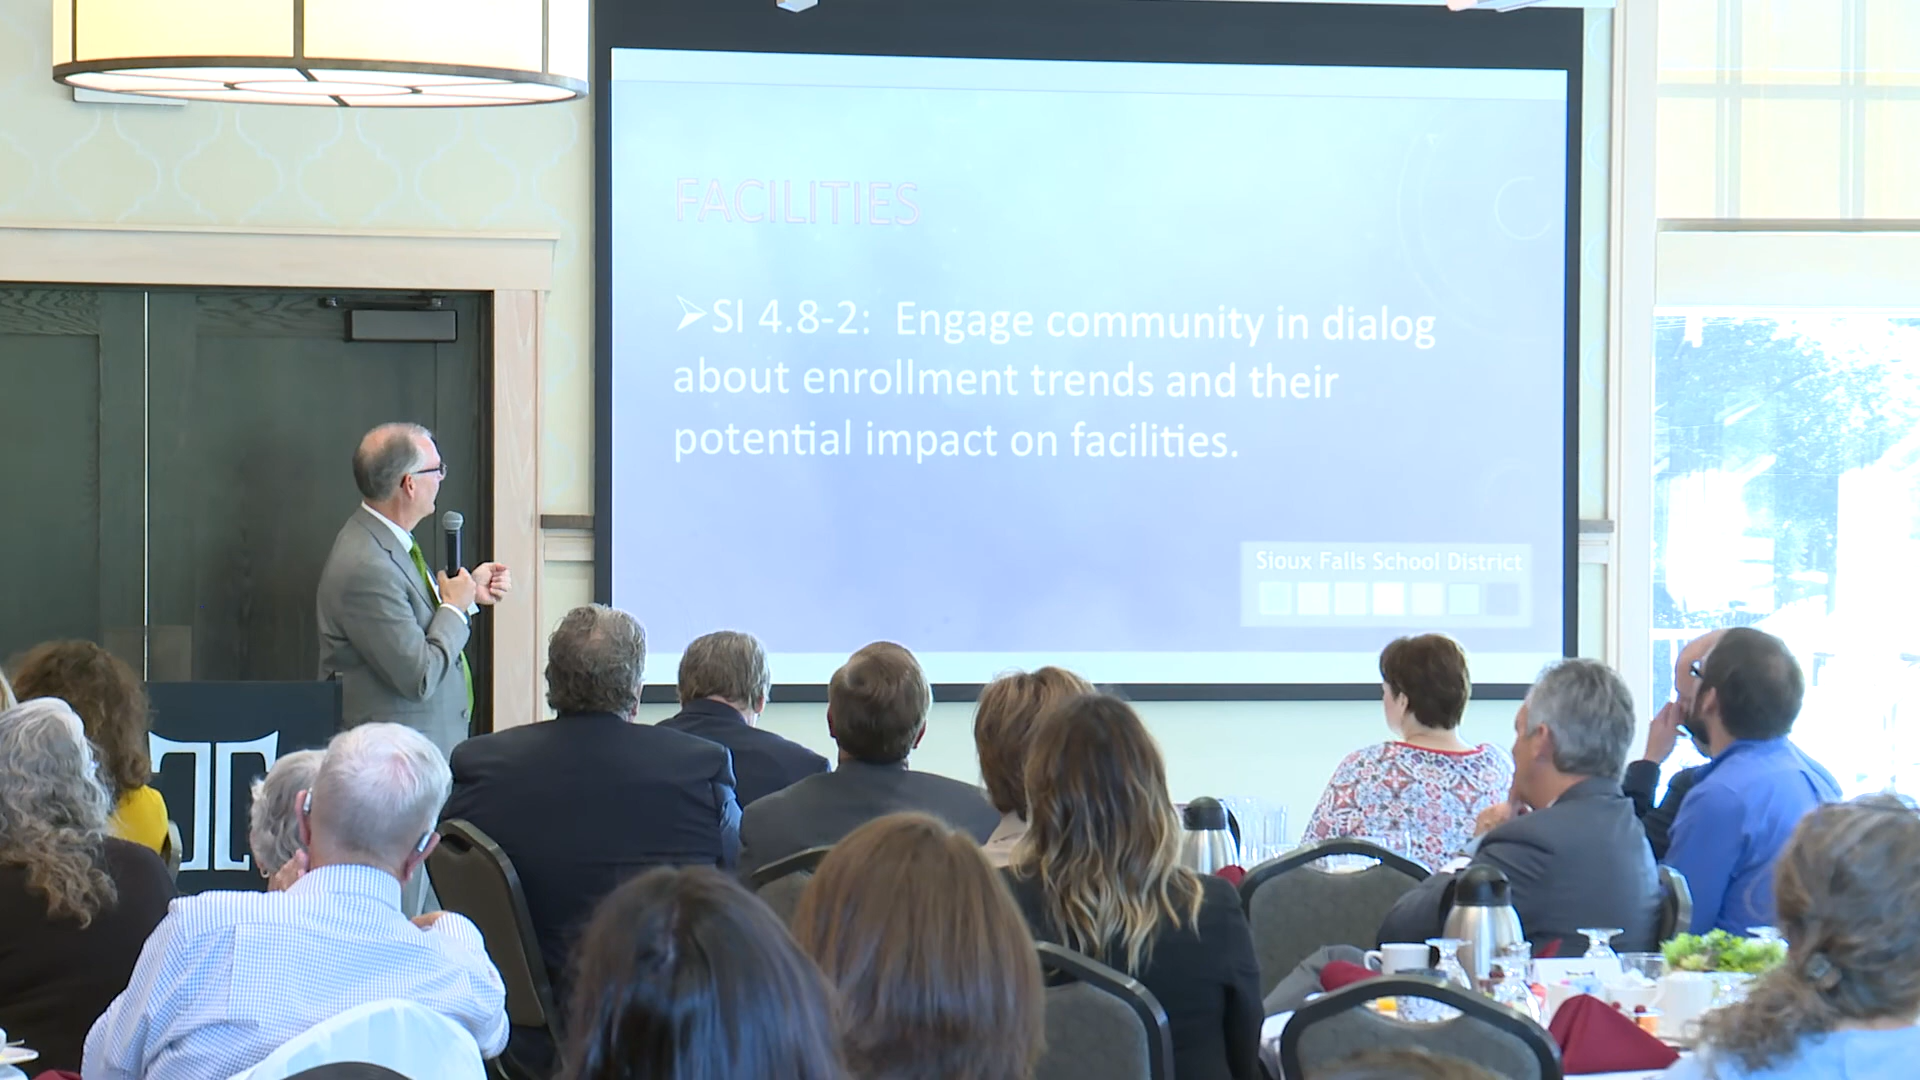 FACILITIES
➢SI 4.8-2: Engage community in dialog
about enrollment trends and their
potential impact on facilities.
Sioux Falls School District